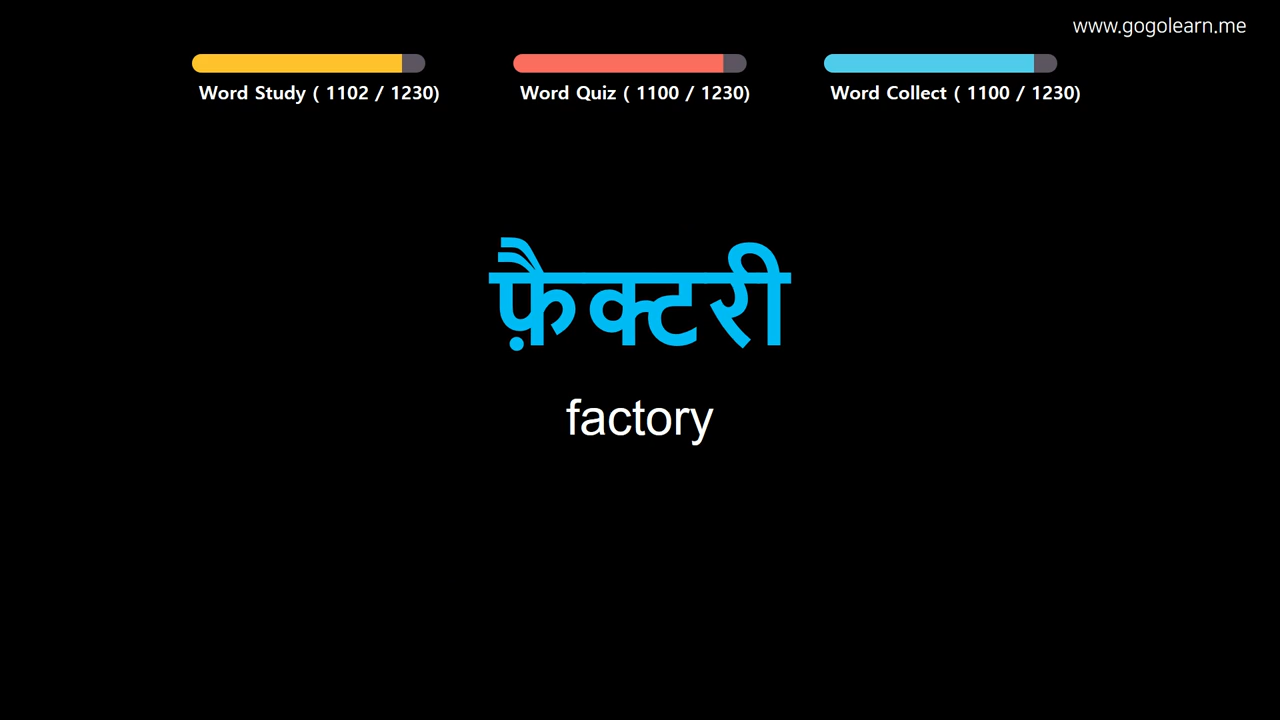 www.gogolearn.me
Word Study ( 1102 / 1230)
Word Quiz ( 1100 / 1230)
Word Collect ( 1100 / 1230)
फ़ैक्टरी
factory